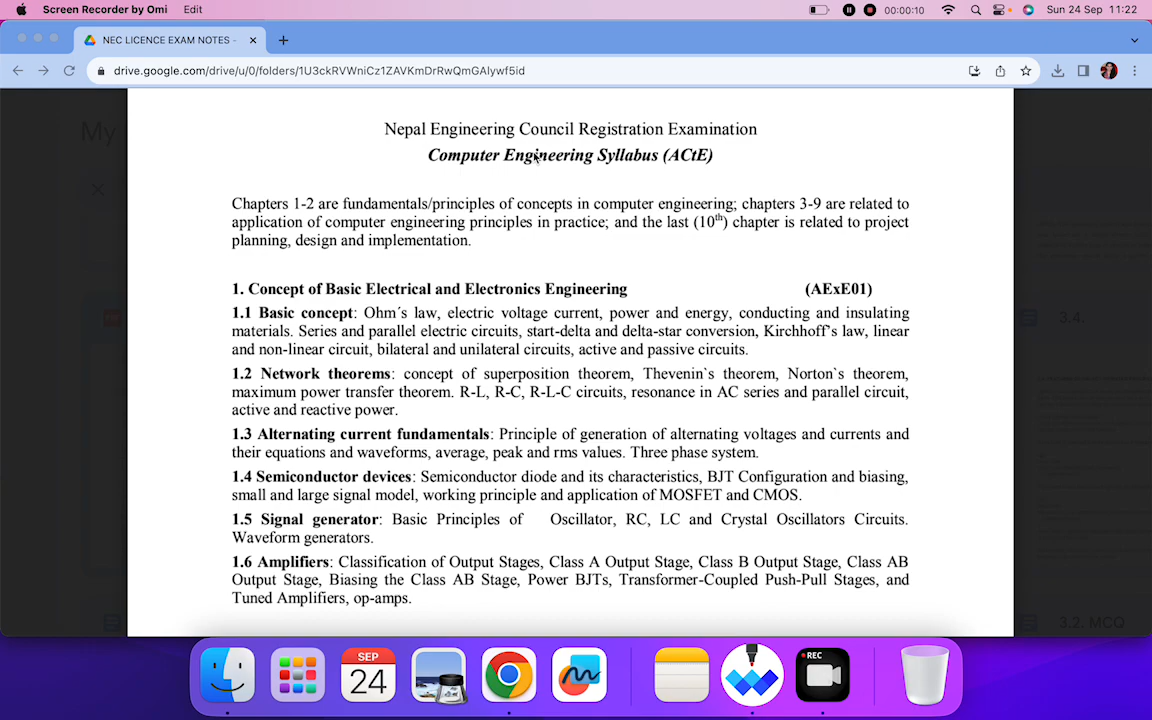 Screen Recorder by Omi Edit 00:00:10 Sun 24 Sep 11:22
NEC LICENCE EXAM NOTES -
drive.google.com/drive/u/0/folders/1U3ckRVWniCz1ZAVKmDrRwQmGAlywf5id
My
Nepal Engineering Council Registration Examination
Computer Engineering Syllabus (ACtE)
Chapters 1-2 are fundamentals/principles of concepts in computer engineering; chapters 3-9 are related to
application of computer engineering principles in practice; and the last (10th) chapter is related to project
planning, design and implementation.
1. Concept of Basic Electrical and Electronics Engineering (AExE01)
1.1 Basic concept: Ohm´s law, electric voltage current, power and energy, conducting and insulating
materials. Series and parallel electric circuits, start-delta and delta-star conversion, Kirchhoff's law, linear
and non-linear circuit, bilateral and unilateral circuits, active and passive circuits.
1.2 Network theorems: concept of superposition theorem, Thevenin`s theorem, Norton`s theorem,
maximum power transfer theorem. R-L, R-C, R-L-C circuits, resonance in AC series and parallel circuit,
active and reactive power.
1.3 Alternating current fundamentals: Principle of generation of alternating voltages and currents and
their equations and waveforms, average, peak and rms values. Three phase system.
1.4 Semiconductor devices: Semiconductor diode and its characteristics, BJT Configuration and biasing,
small and large signal model, working principle and application of MOSFET and CMOS.
1.5 Signal generator: Basic Principles of Oscillator, RC, LC and Crystal Oscillators Circuits.
Waveform generators.
1.6 Amplifiers: Classification of Output Stages, Class A Output Stage, Class B Output Stage, Class AB
Output Stage, Biasing the Class AB Stage, Power BJTs, Transformer-Coupled Push-Pull Stages, and
Tuned Amplifiers, op-amps.
3.4.
3.2. MCQ
SEP
24
REC